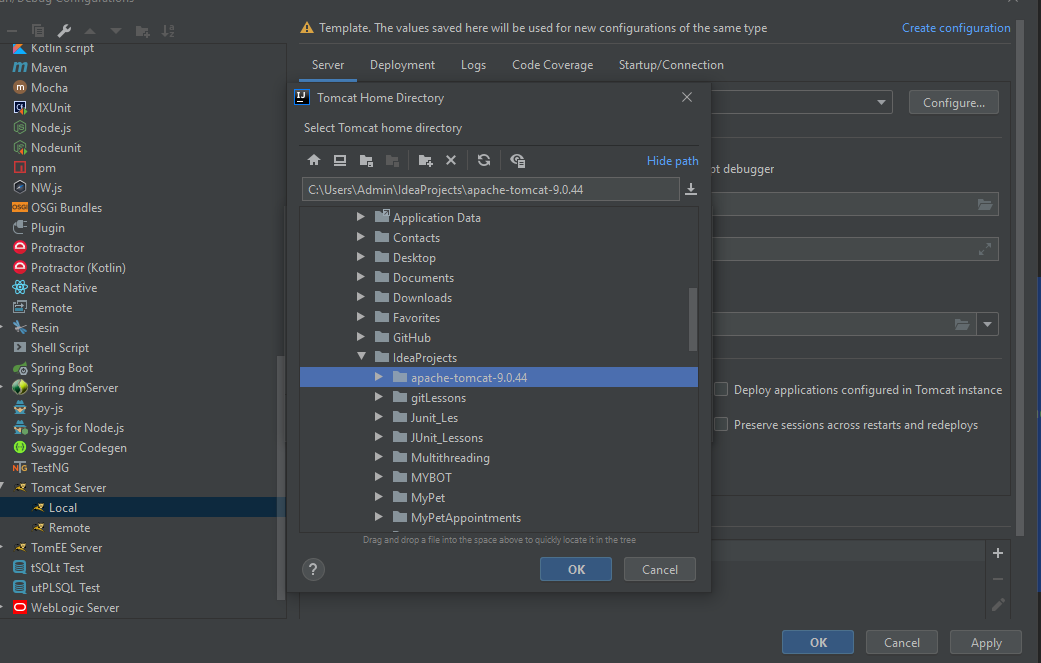 Run/Debug Configurations
Template. The values saved here will be used for new configurations of the same type
Create configuration
Kotlin script
Maven
Mocha
MXUnit
Node.js
Nodeunit
npm
NW.js
OSGi Bundles
Plugin
Protractor
Protractor (Kotlin)
React Native
Remote
Resin
Shell Script
Spring Boot
Spring dmServer
Spy-js
Spy-js for Node.js
Swagger Codegen
TestNG
Tomcat Server
Local
Remote
TomEE Server
tSQLt Test
utPLSQL Test
WebLogic Server
Server Deployment Logs Code Coverage Startup/Connection
Configure...
debugger
Deploy applications configured in Tomcat instance
Preserve sessions across restarts and redeploys
Tomcat Home Directory
Select Tomcat home directory
Hide path
C:\Users\Admin\IdeaProjects\apache-tomcat-9.0.44
Application Data
Contacts
Desktop
Documents
Downloads
Favorites
GitHub
IdeaProjects
apache-tomcat-9.0.44
gitLessons
Junit_Les
JUnit_Lessons
Multithreading
MYBOT
MyPet
MyPetAppointments
Drag and drop a file into the space above to quickly locate it in the tree
? OK Cancel
OK Cancel Apply